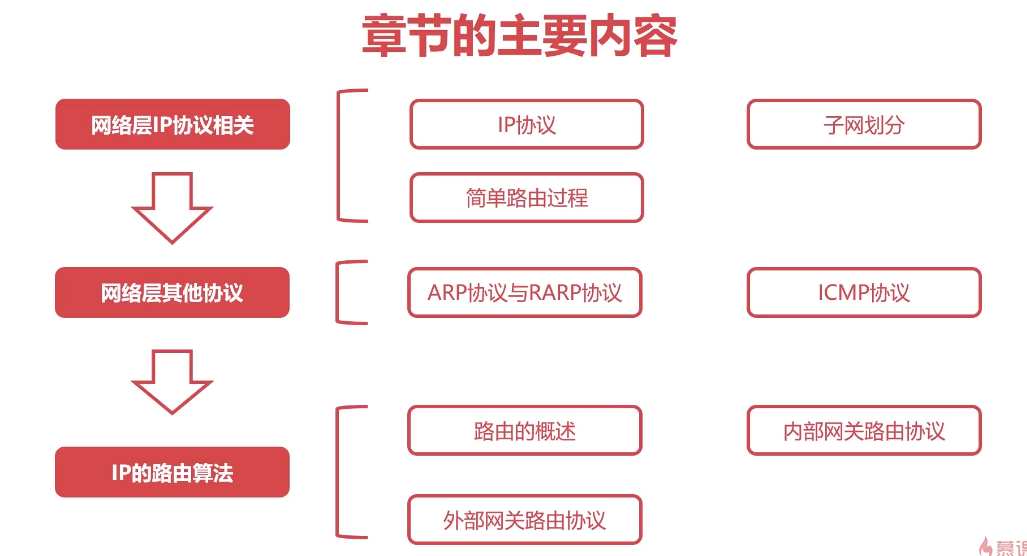 章节的主要内容
网络层IP协议相关
IP协议
子网划分
简单路由过程
网络层其他协议
ARP协议与RARP协议
ICMP协议
IP的路由算法
路由的概述
内部网关路由协议
外部网关路由协议
慕课